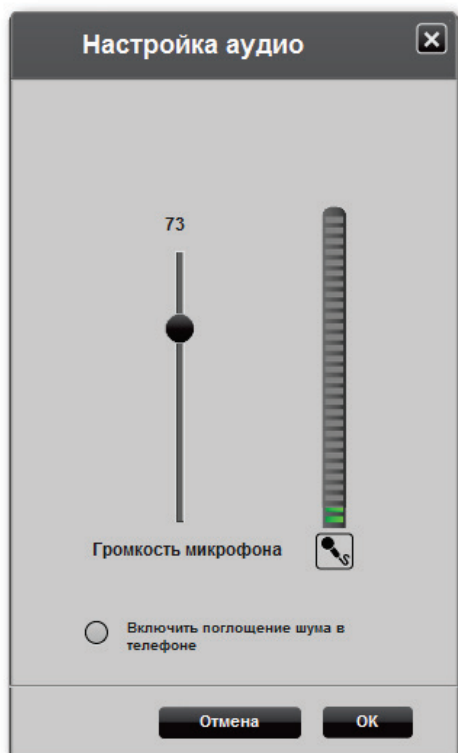 Настройка аудио
73
Громкость микрофона
Включить поглощение шума в
телефоне
Отмена
OK